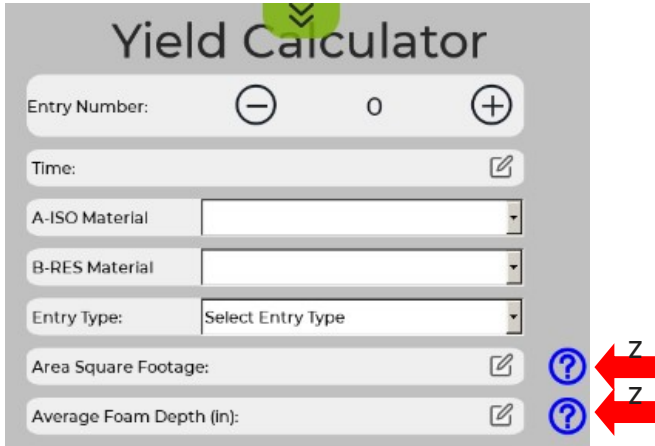 Yield Calculator
Entry Number: 0
Time:
A-ISO Material
B-RES Material
Entry Type: Select Entry Type
Area Square Footage: ? Z
Average Foam Depth (in): ? Z